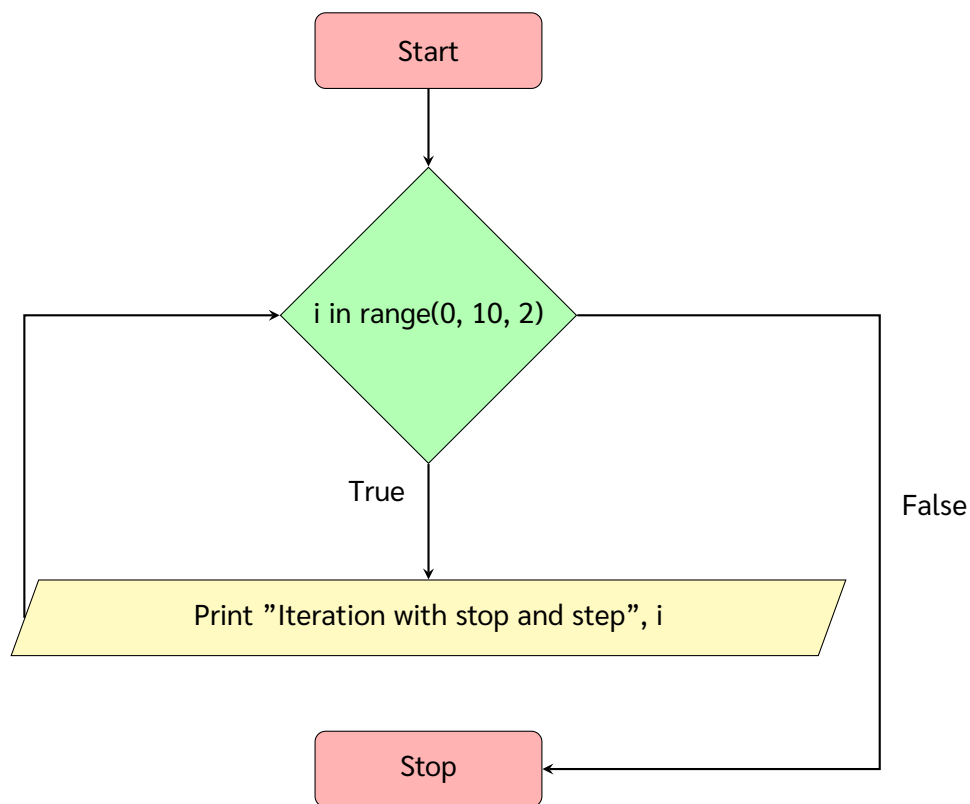 Start
i in range(0, 10, 2)
True
False
Print ”Iteration with stop and step”, i
Stop